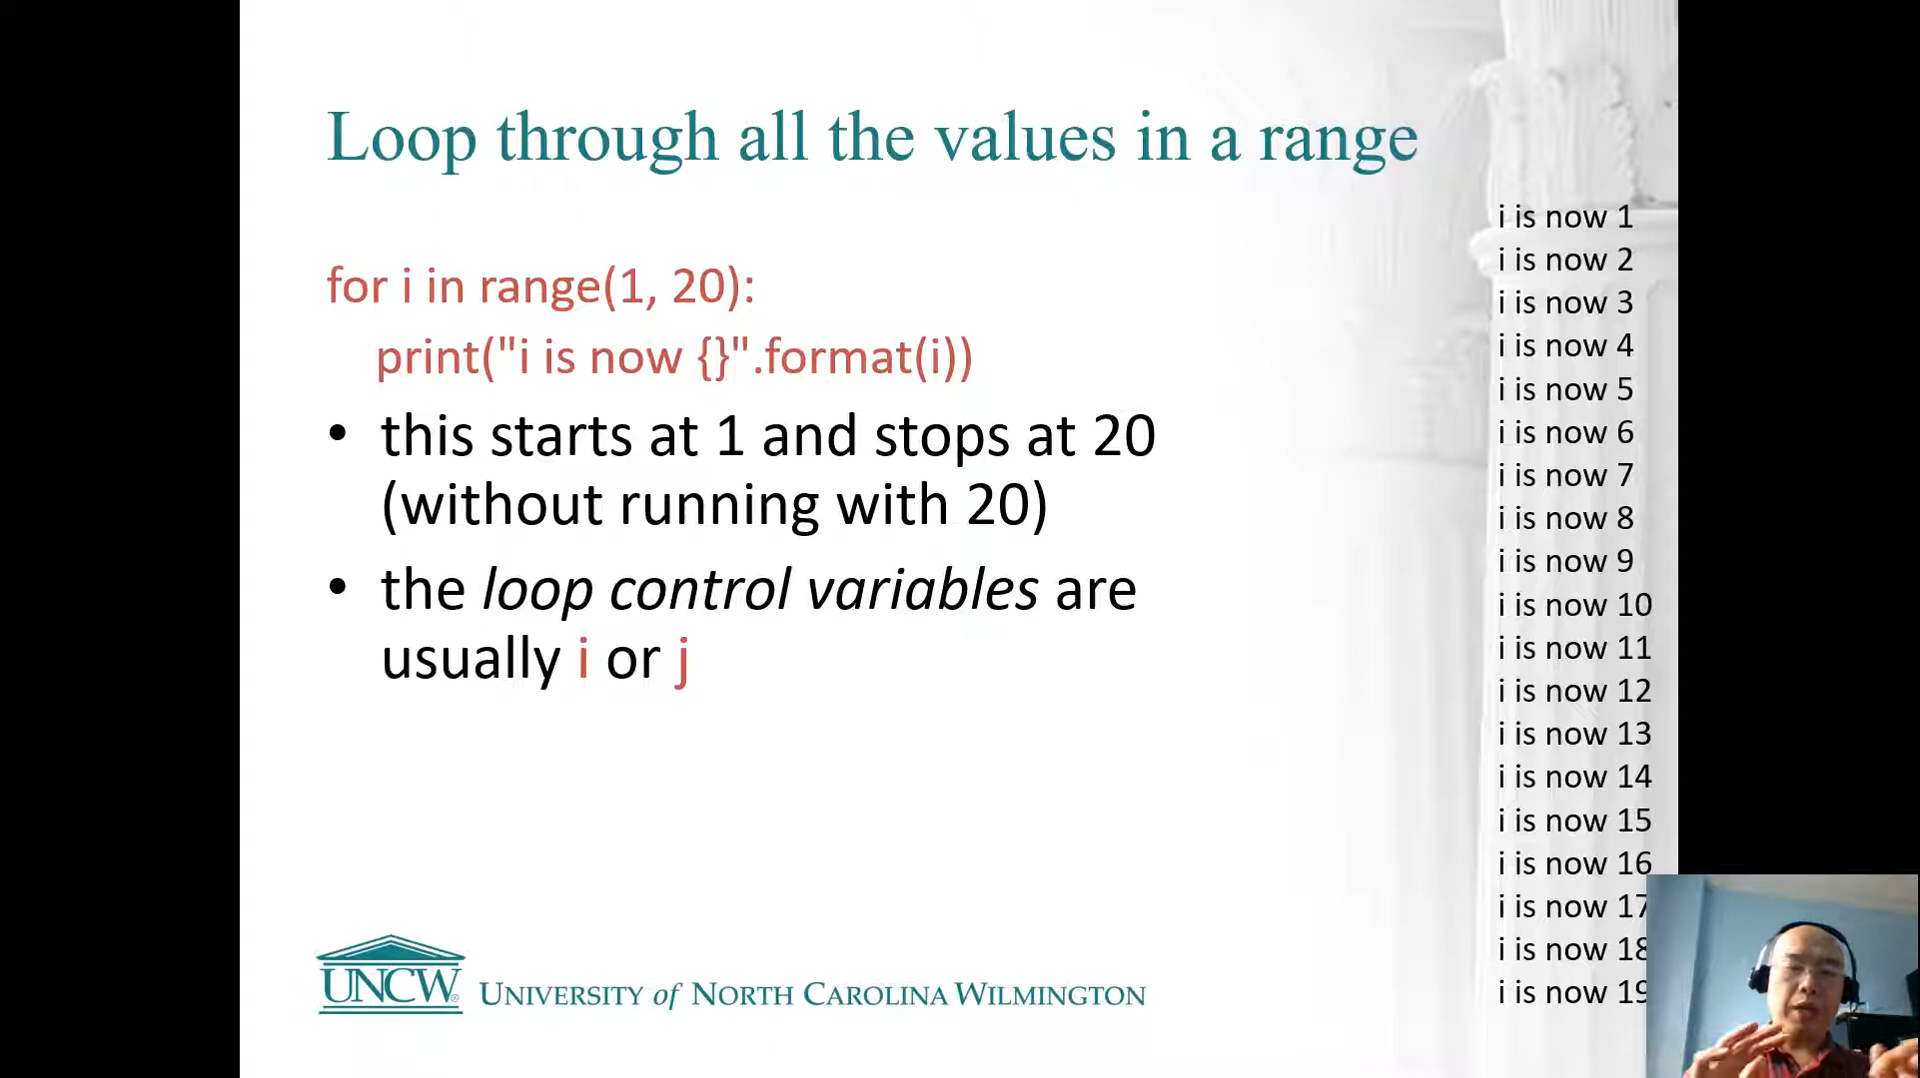 Loop through all the values in a range
for i in range(1, 20):
print("i is now {}".format(i))
• this starts at 1 and stops at 20
(without running with 20)
• the loop control variables are
usually i or j
i is now 1
i is now 2
i is now 3
i is now 4
i is now 5
i is now 6
i is now 7
i is now 8
i is now 9
i is now 10
i is now 11
i is now 12
i is now 13
i is now 14
i is now 15
i is now 16
i is now 17
i is now 18
i is now 19
UNCW® UNIVERSITY of NORTH CAROLINA WILMINGTON